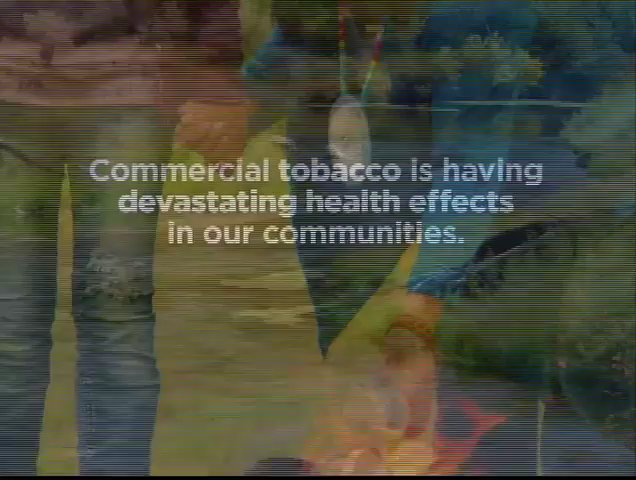 Commercial tobacco is having
devastating health effects
in our communities.